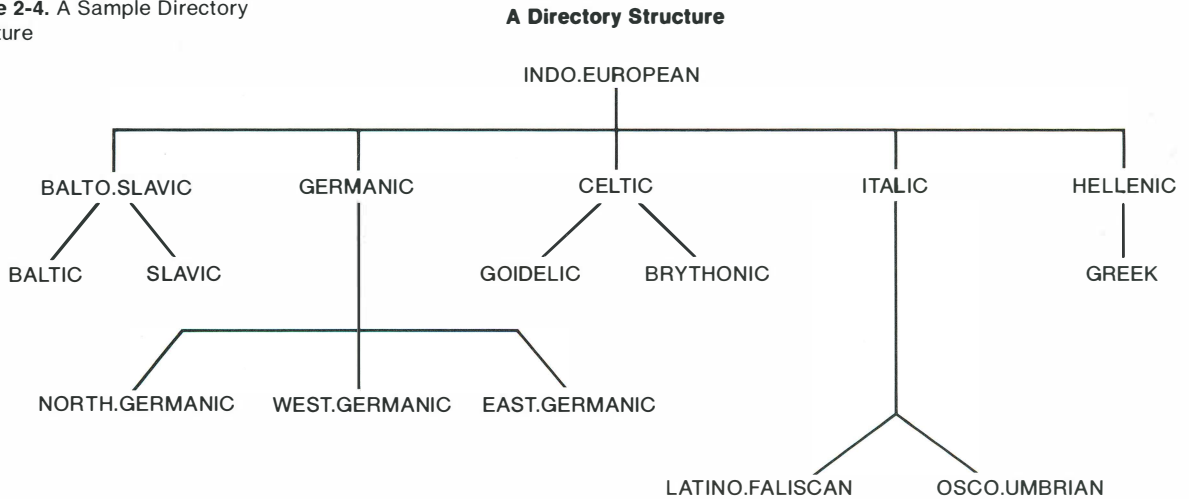 2-4. A Sample Directory
A Directory Structure
INDO.EUROPEAN
BALTO.SLAVIC GERMANIC CELTIC ITALIC HELLENIC
BALTIC SLAVIC GOIDELIC BRYTHONIC GREEK
NORTH.GERMANIC WEST.GERMANIC EAST.GERMANIC
LATINO.FALISCAN OSCO.UMBRIAN